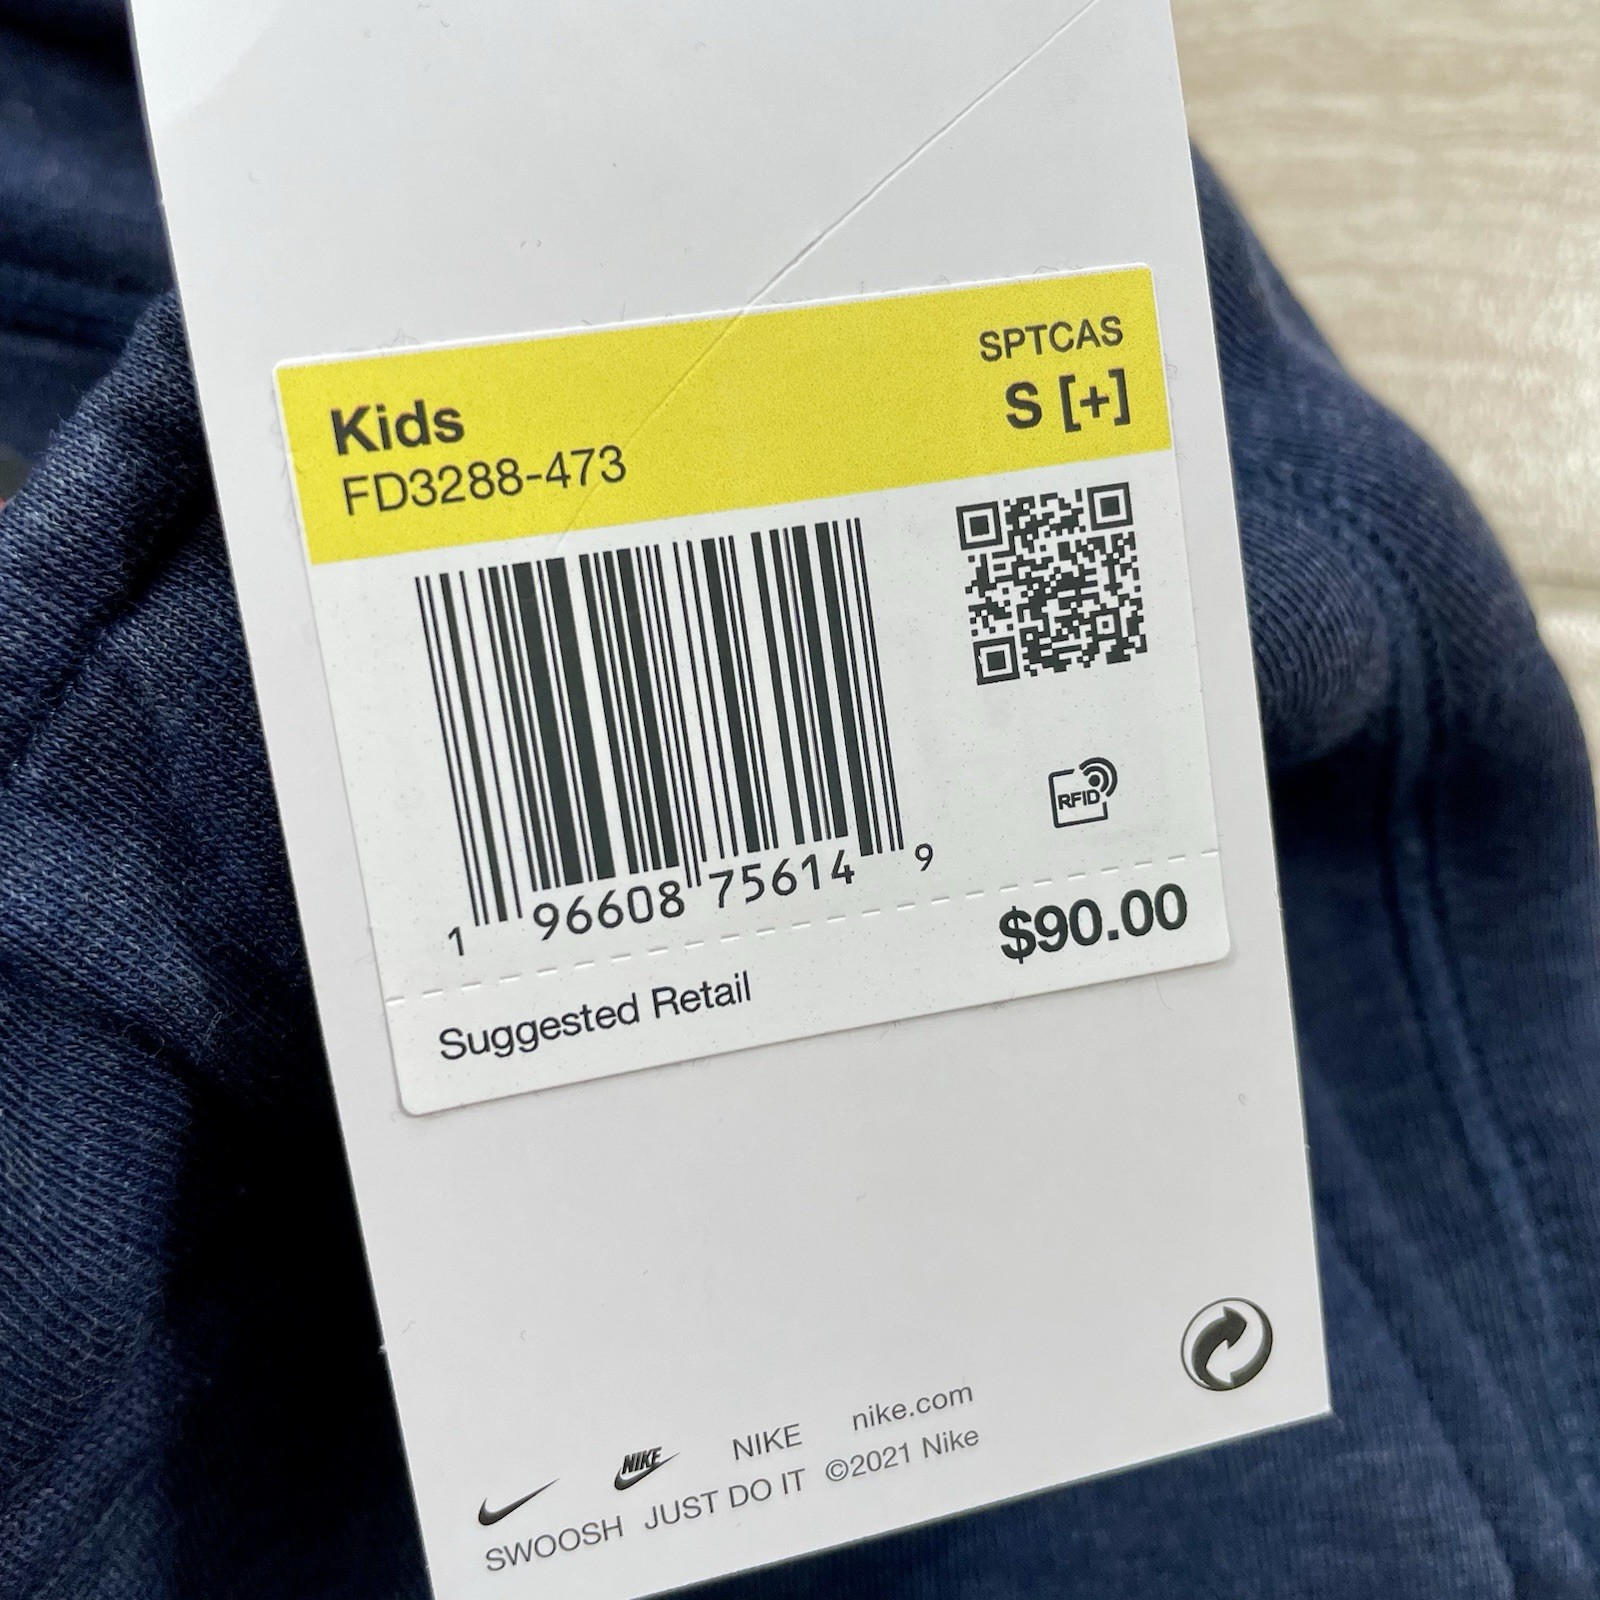 SPTCAS
Kids
S [+]
FD3288-473
RFID
1 96608 75614 9
Suggested Retail $90.00
NIKE NIKE nike.com
SWOOSH JUST DO IT ©2021 Nike